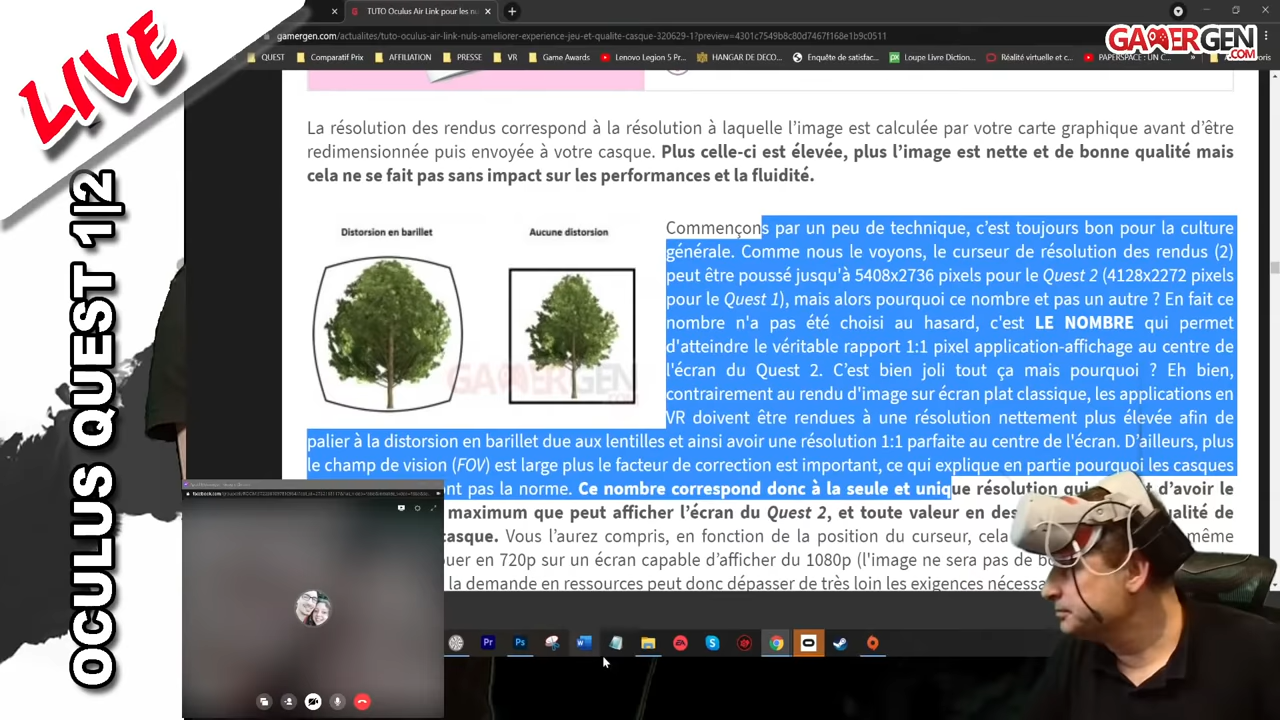 LIVE
OCULUS QUEST 1|2
TUTO Oculus Air Link pour les nu
gamergen.com/actualites/tuto-oculus-air-link-nuls-ameliorer-experience-jeu-et-qualite-casque-320629-1?preview=4301c7549b8c80d7467f168e1b9c0511
QUEST
Comparatif Prix
AFFILIATION
PRESSE
VR
Game Awards
Lenovo Legion 5 Pr...
HANGAR DE DECO...
Enquête de satisfac...
Loupe Livre Diction...
Réalité virtuelle et c...
PAPERSPACE : UN C...
GAMERGEN
.COM
La résolution des rendus correspond à la résolution à laquelle l'image est calculée par votre carte graphique avant d'être
redimensionnée puis envoyée à votre casque. Plus celle-ci est élevée, plus l'image est nette et de bonne qualité mais
cela ne se fait pas sans impact sur les performances et la fluidité.
Distorsion en barillet
Aucune distorsion
GAMERGEN
Commençons par un peu de technique, c'est toujours bon pour la culture
générale. Comme nous le voyons, le curseur de résolution des rendus (2)
peut être poussé jusqu'à 5408x2736 pixels pour le Quest 2 (4128x2272 pixels
pour le Quest 1), mais alors pourquoi ce nombre et pas un autre ? En fait ce
nombre n'a pas été choisi au hasard, c'est LE NOMBRE qui permet
d'atteindre le véritable rapport 1:1 pixel application-affichage au centre de
l'écran du Quest 2. C'est bien joli tout ça mais pourquoi ? Eh bien,
contrairement au rendu d'image sur écran plat classique, les applications en
VR doivent être rendues à une résolution nettement plus élevée afin de
palier à la distorsion en barillet due aux lentilles et ainsi avoir une résolution 1:1 parfaite au centre de l'écran. D'ailleurs, plus
le champ de vision (FOV) est large plus le facteur de correction est important, ce qui explique en partie pourquoi les casques
ont pas la norme. Ce nombre correspond donc à la seule et unique résolution qui d'avoir le
maximum que peut afficher l'écran du Quest 2, et toute valeur en des qualité de
casque. Vous l'aurez compris, en fonction de la position du curseur, cela même
ouer en 720p sur un écran capable d'afficher du 1080p (l'image ne sera pas de
la demande en ressources peut donc dépasser de très loin les exigences